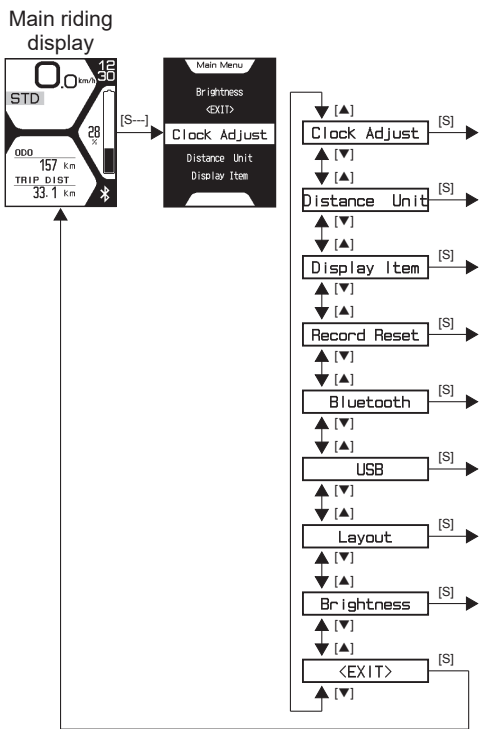 Main riding
display
0.0 km/h
12
30
STD
28
%
ODO
157 Km
TRIP DIST
33.1 Km
[S---]
Main Menu
Brightness
<EXIT>
Clock Adjust
Distance Unit
Display Item
[▲]
Clock Adjust
[S]
[▼]
[▲]
Distance Unit
[S]
[▼]
[▲]
Display Item
[S]
[▼]
[▲]
Record Reset
[S]
[▼]
[▲]
Bluetooth
[S]
[▼]
[▲]
USB
[S]
[▼]
[▲]
Layout
[S]
[▼]
[▲]
Brightness
[S]
[▼]
[▲]
<EXIT>
[S]
[▼]